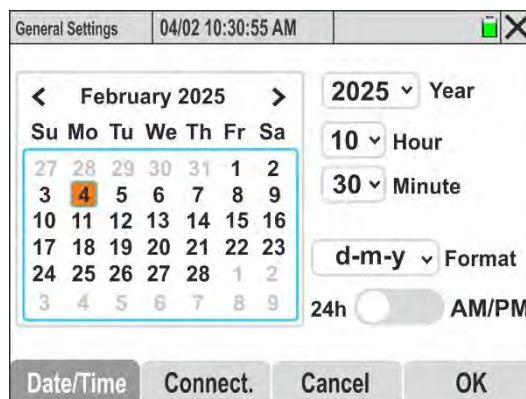 General Settings 04/02 10:30:55 AM
< February 2025 >
2025 Year
Su Mo Tu We Th Fr Sa
10 Hour
27 28 29 30 31 1 2
30 Minute
3 4 5 6 7 8 9
10 11 12 13 14 15 16
17 18 19 20 21 22 23
d-m-y Format
24 25 26 27 28 1 2
3 4 5 6 7 8 9
24h AM/PM
Date/Time Connect. Cancel OK